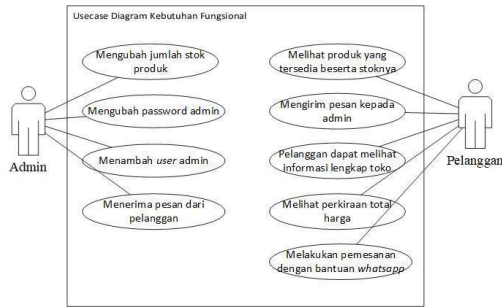 Usecase Diagram Kebutuhan Fungsional
Mengubah jumlah stok
produk
Mengubah password admin
Menambah user admin
Menerima pesan dari
pelanggan
Admin
Melihat produk yang
tersedia beserta stoknya
Mengirim pesan kepada
admin
Pelanggan dapat melihat
informasi lengkap toko
Melihat perkiraan total
harga
Melakukan pemesanan
dengan bantuan whatsapp
Pelanggan